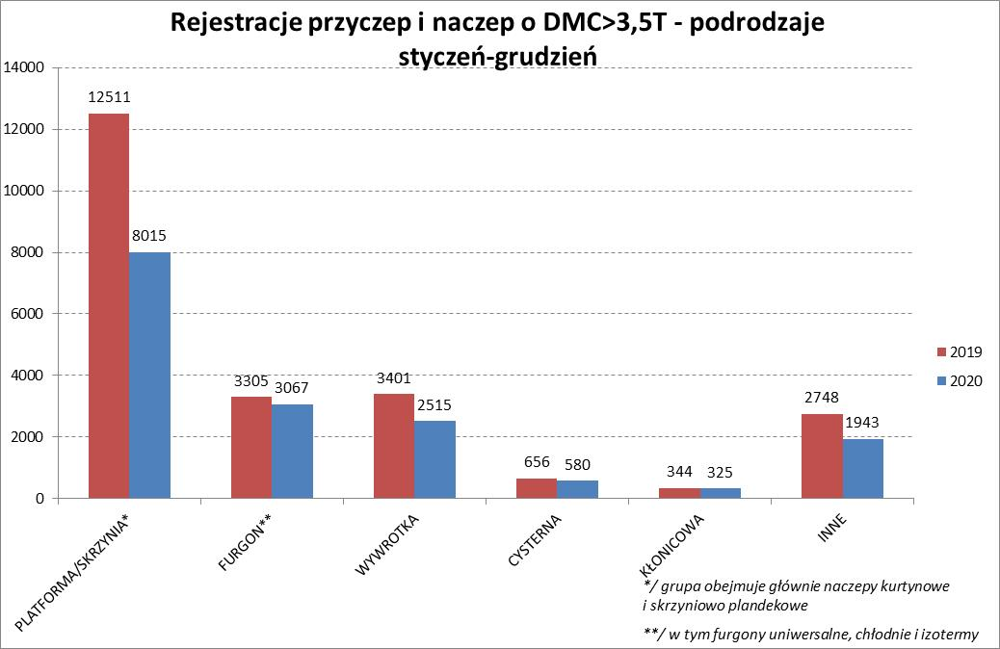 Rejestracje przyczep i naczep o DMC>3,5T - podrodzaje
styczeń-grudzień
14000
12000
10000
8000
6000
4000
2000
0
12511
8015
3305
3067
3401
2515
656
580
344
325
2748
1943
2019
2020
PLATFORMA/SKRZYNIA*
FURGON**
WYWROTKA
CYSTERNA
KŁONICOWA
INNE
*/ grupa obejmuje głównie naczepy kurtynowe
i skrzyniowo plandekowe
**/ w tym furgony uniwersalne, chłodnie i izotermy